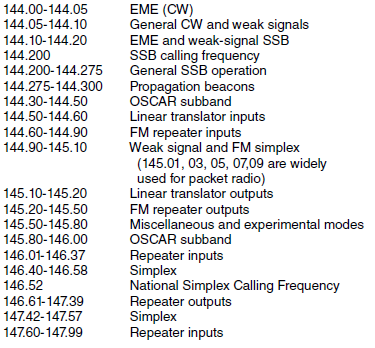 144.00-144.05 EME (CW)
144.05-144.10 General CW and weak signals
144.10-144.20 EME and weak-signal SSB
144.200 SSB calling frequency
144.200-144.275 General SSB operation
144.275-144.300 Propagation beacons
144.30-144.50 OSCAR subband
144.50-144.60 Linear translator inputs
144.60-144.90 FM repeater inputs
144.90-145.10 Weak signal and FM simplex
(145.01, 03, 05, 07,09 are widely
used for packet radio)
145.10-145.20 Linear translator outputs
145.20-145.50 FM repeater outputs
145.50-145.80 Miscellaneous and experimental modes
145.80-146.00 OSCAR subband
146.01-146.37 Repeater inputs
146.40-146.58 Simplex
146.52 National Simplex Calling Frequency
146.61-147.39 Repeater outputs
147.42-147.57 Simplex
147.60-147.99 Repeater inputs